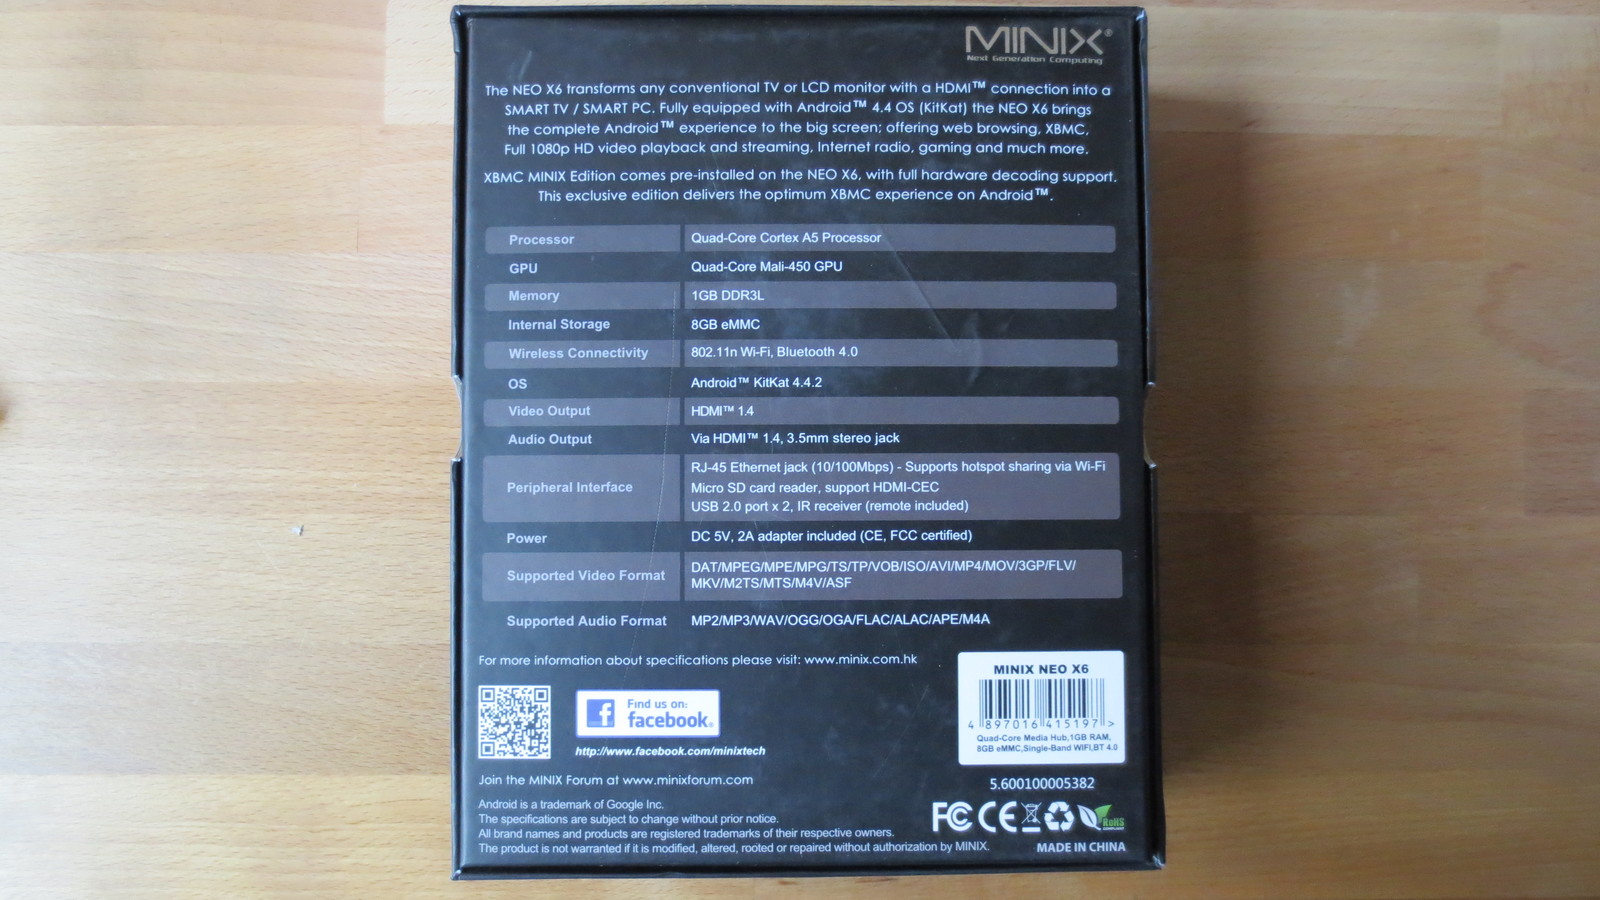 MINIX®
Next Generation Computing
The NEO X6 transforms any conventional TV or LCD monitor with a HDMI™ connection into a
SMART TV / SMART PC. Fully equipped with Android™ 4.4 OS (KitKat) the NEO X6 brings
the complete Android™ experience to the big screen; offering web browsing, XBMC,
Full 1080p HD video playback and streaming, Internet radio, gaming and much more.
XBMC MINIX Edition comes pre-installed on the NEO X6, with full hardware decoding support.
This exclusive edition delivers the optimum XBMC experience on Android™.
Processor Quad-Core Cortex A5 Processor
GPU Quad-Core Mali-450 GPU
Memory 1GB DDR3L
Internal Storage 8GB eMMC
Wireless Connectivity 802.11n Wi-Fi, Bluetooth 4.0
OS Android™ KitKat 4.4.2
Video Output HDMI™ 1.4
Audio Output Via HDMI™ 1.4, 3.5mm stereo jack
Peripheral Interface
RJ-45 Ethernet jack (10/100Mbps) - Supports hotspot sharing via Wi-Fi
Micro SD card reader, support HDMI-CEC
USB 2.0 port x 2, IR receiver (remote included)
Power DC 5V, 2A adapter included (CE, FCC certified)
Supported Video Format
DAT/MPEG/MPE/MPG/TS/TP/VOB/ISO/AVI/MP4/MOV/3GP/FLV/
MKV/M2TS/MTS/M4V/ASF
Supported Audio Format MP2/MP3/WAV/OGG/OGA/FLAC/ALAC/APE/M4A
For more information about specifications please visit: www.minix.com.hk
Find us on:
facebook®
http://www.facebook.com/minixtech
MINIX NEO X6
4 897016 415197 >
Quad-Core Media Hub,1GB RAM,
8GB eMMC,Single-Band WIFI,BT 4.0
5.600100005382
Join the MINIX Forum at www.minixforum.com
Android is a trademark of Google Inc.
The specifications are subject to change without prior notice.
All brand names and products are registered trademarks of their respective owners.
The product is not warranted if it is modified, altered, rooted or repaired without authorization by MINIX.
FC CE RoHS
COMPLIANT
MADE IN CHINA